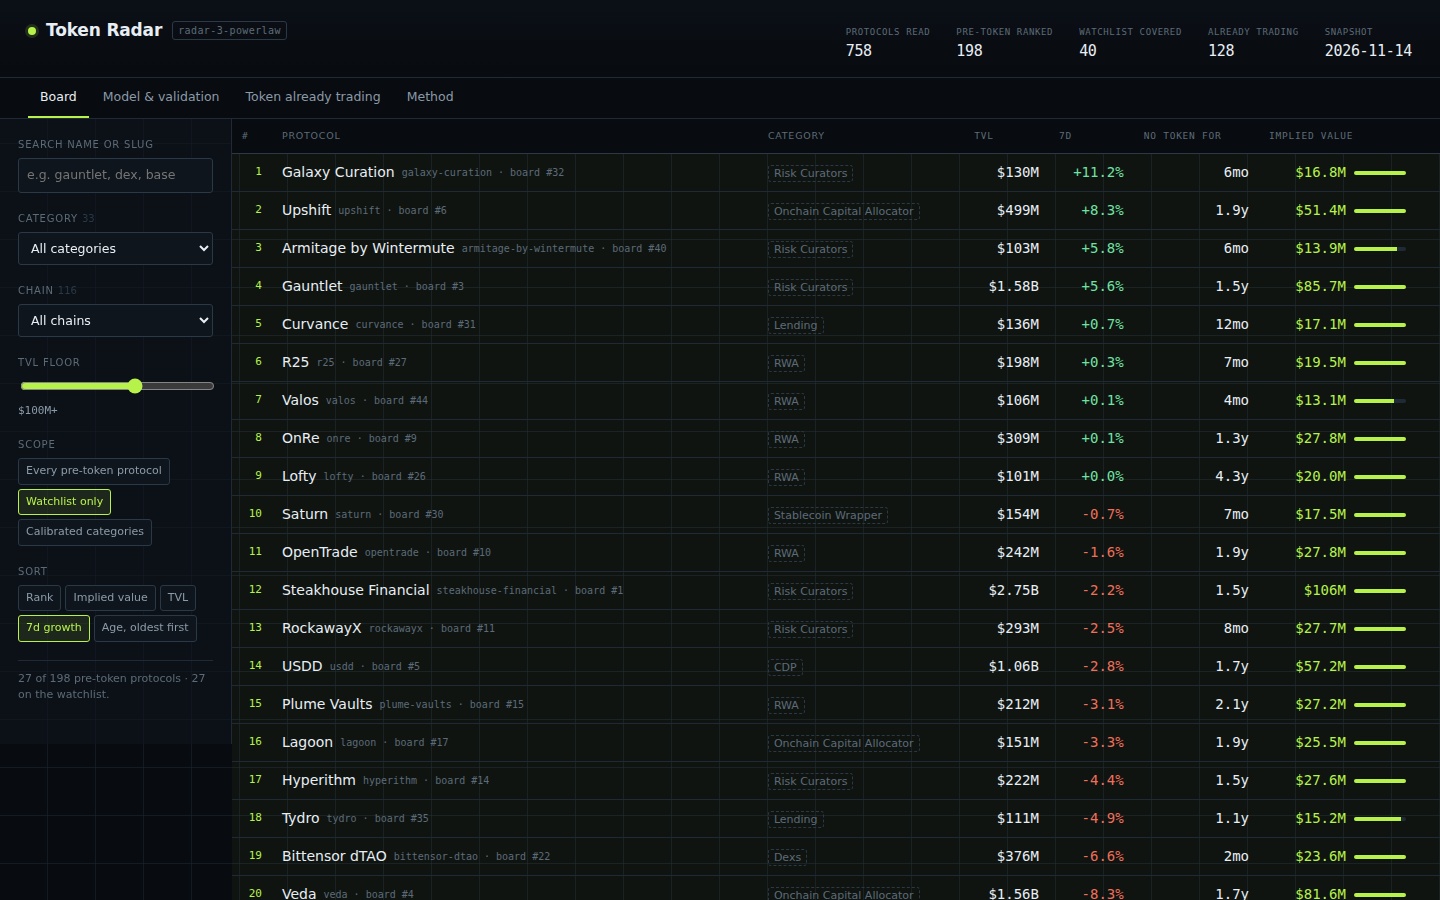 Token Radar radar-3-powerlaw
PROTOCOLS READ PRE-TOKEN RANKED WATCHLIST COVERED ALREADY TRADING SNAPSHOT
758 198 40 128 2026-11-14
Board Model & validation Token already trading Method
SEARCH NAME OR SLUG
e.g. gauntlet, dex, base
CATEGORY 33
All categories
CHAIN 116
All chains
TVL FLOOR
$100M+
SCOPE
Every pre-token protocol
Watchlist only
Calibrated categories
SORT
Rank Implied value TVL
7d growth Age, oldest first
27 of 198 pre-token protocols · 27
on the watchlist.
# PROTOCOL CATEGORY TVL 7D NO TOKEN FOR IMPLIED VALUE
1 Galaxy Curation galaxy-curation · board #32 Risk Curators $130M +11.2% 6mo $16.8M
2 Upshift upshift · board #6 Onchain Capital Allocator $499M +8.3% 1.9y $51.4M
3 Armitage by Wintermute armitage-by-wintermute · board #40 Risk Curators $103M +5.8% 6mo $13.9M
4 Gauntlet gauntlet · board #3 Risk Curators $1.58B +5.6% 1.5y $85.7M
5 Curvance curvance · board #31 Lending $136M +0.7% 12mo $17.1M
6 R25 r25 · board #27 RWA $198M +0.3% 7mo $19.5M
7 Valos valos · board #44 RWA $106M +0.1% 4mo $13.1M
8 OnRe onre · board #9 RWA $309M +0.1% 1.3y $27.8M
9 Lofty lofty · board #26 RWA $101M +0.0% 4.3y $20.0M
10 Saturn saturn · board #30 Stablecoin Wrapper $154M -0.7% 7mo $17.5M
11 OpenTrade opentrade · board #10 RWA $242M -1.6% 1.9y $27.8M
12 Steakhouse Financial steakhouse-financial · board #1 Risk Curators $2.75B -2.2% 1.5y $106M
13 RockawayX rockawayx · board #11 Risk Curators $293M -2.5% 8mo $27.7M
14 USDD usdd · board #5 CDP $1.06B -2.8% 1.7y $57.2M
15 Plume Vaults plume-vaults · board #15 RWA $212M -3.1% 2.1y $27.2M
16 Lagoon lagoon · board #17 Onchain Capital Allocator $151M -3.3% 1.9y $25.5M
17 Hyperithm hyperithm · board #14 Risk Curators $222M -4.4% 1.5y $27.6M
18 Tydro tydro · board #35 Lending $111M -4.9% 1.1y $15.2M
19 Bittensor dTAO bittensor-dtao · board #22 Dexs $376M -6.6% 2mo $23.6M
20 Veda veda · board #4 Onchain Capital Allocator $1.56B -8.3% 1.7y $81.6M